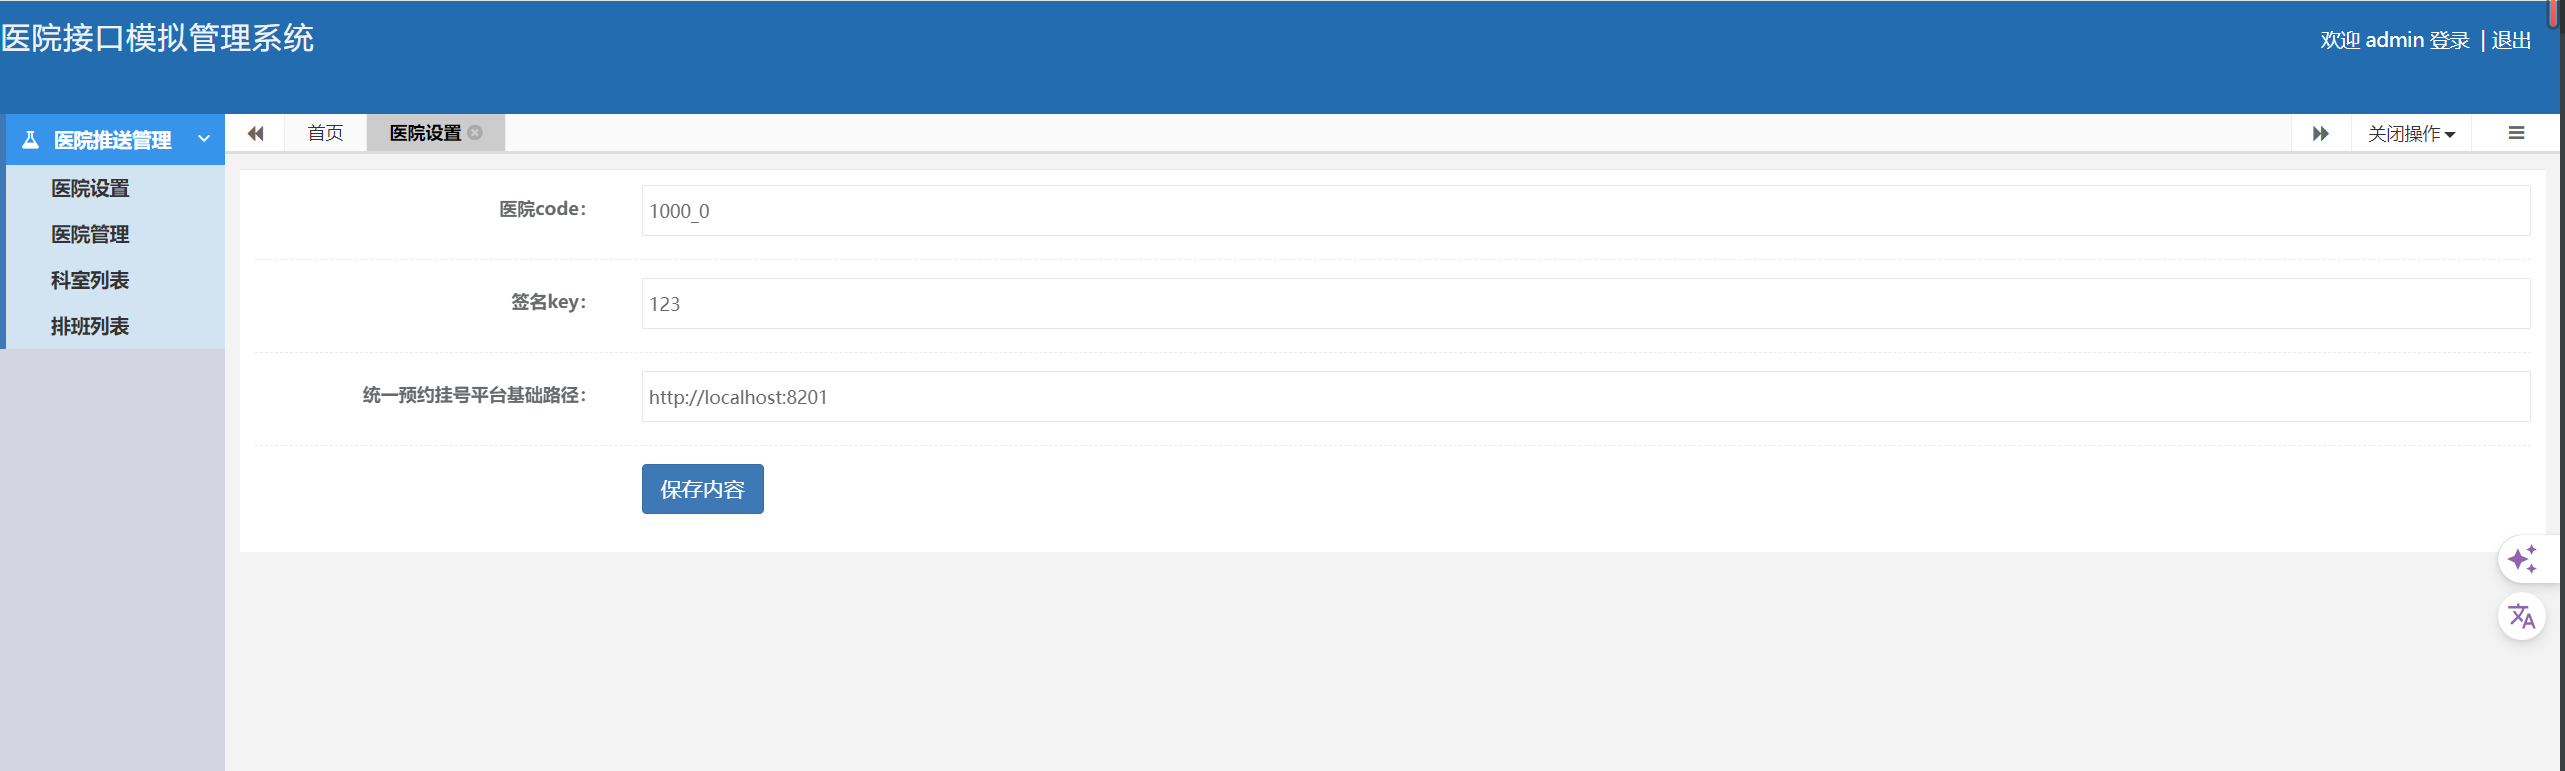 医院接口模拟管理系统
欢迎 admin 登录 | 退出
医院推送管理
首页
医院设置
关闭操作
医院设置
医院管理
科室列表
排班列表
医院code：
1000_0
签名key：
123
统一预约挂号平台基础路径：
http://localhost:8201
保存内容